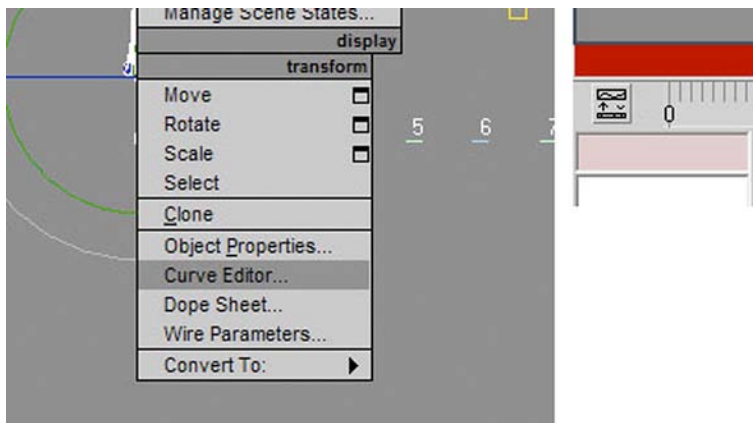 Manage Scene States...
display
transform
Move
Rotate
Scale
Select
Clone
Object Properties...
Curve Editor...
Dope Sheet...
Wire Parameters...
Convert To:
5 6 7
0